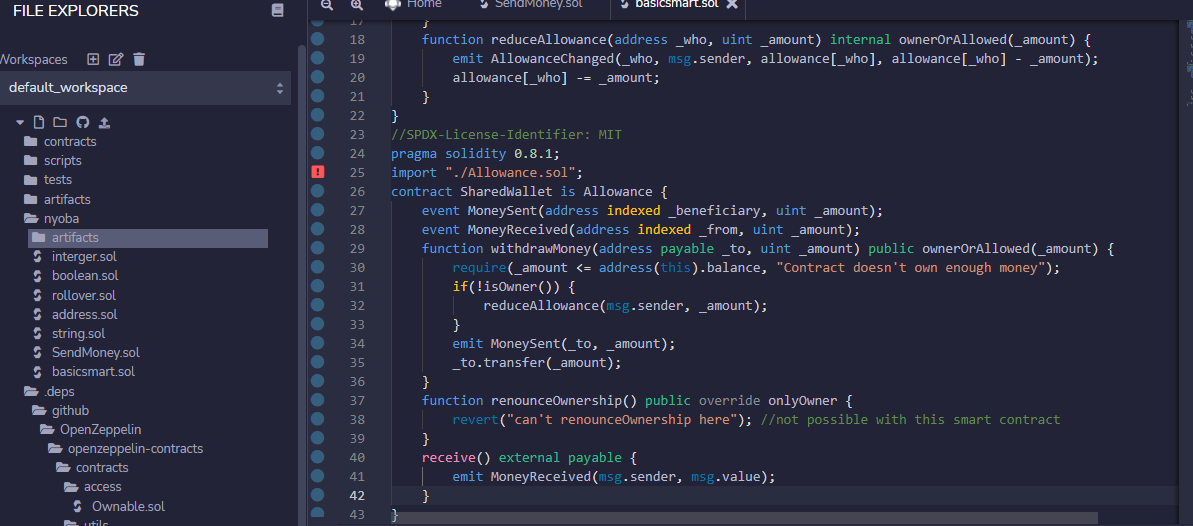 FILE EXPLORERS
Workspaces
default_workspace
contracts
scripts
tests
artifacts
nyoba
artifacts
interger.sol
boolean.sol
rollover.sol
address.sol
string.sol
SendMoney.sol
basicsmart.sol
.deps
github
OpenZeppelin
openzeppelin-contracts
contracts
access
Ownable.sol
utils
Home
SendMoney.sol
basicsmart.sol
17 }
18 function reduceAllowance(address _who, uint _amount) internal ownerOrAllowed(_amount) {
19 emit AllowanceChanged(_who, msg.sender, allowance[_who], allowance[_who] - _amount);
20 allowance[_who] -= _amount;
21 }
22 }
23 //SPDX-License-Identifier: MIT
24 pragma solidity 0.8.1;
25 import "./Allowance.sol";
26 contract SharedWallet is Allowance {
27 event MoneySent(address indexed _beneficiary, uint _amount);
28 event MoneyReceived(address indexed _from, uint _amount);
29 function withdrawMoney(address payable _to, uint _amount) public ownerOrAllowed(_amount) {
30 require(_amount <= address(this).balance, "Contract doesn't own enough money");
31 if(!isOwner()) {
32 reduceAllowance(msg.sender, _amount);
33 }
34 emit MoneySent(_to, _amount);
35 _to.transfer(_amount);
36 }
37 function renounceOwnership() public override onlyOwner {
38 revert("can't renounceOwnership here"); //not possible with this smart contract
39 }
40 receive() external payable {
41 emit MoneyReceived(msg.sender, msg.value);
42 }
43 }